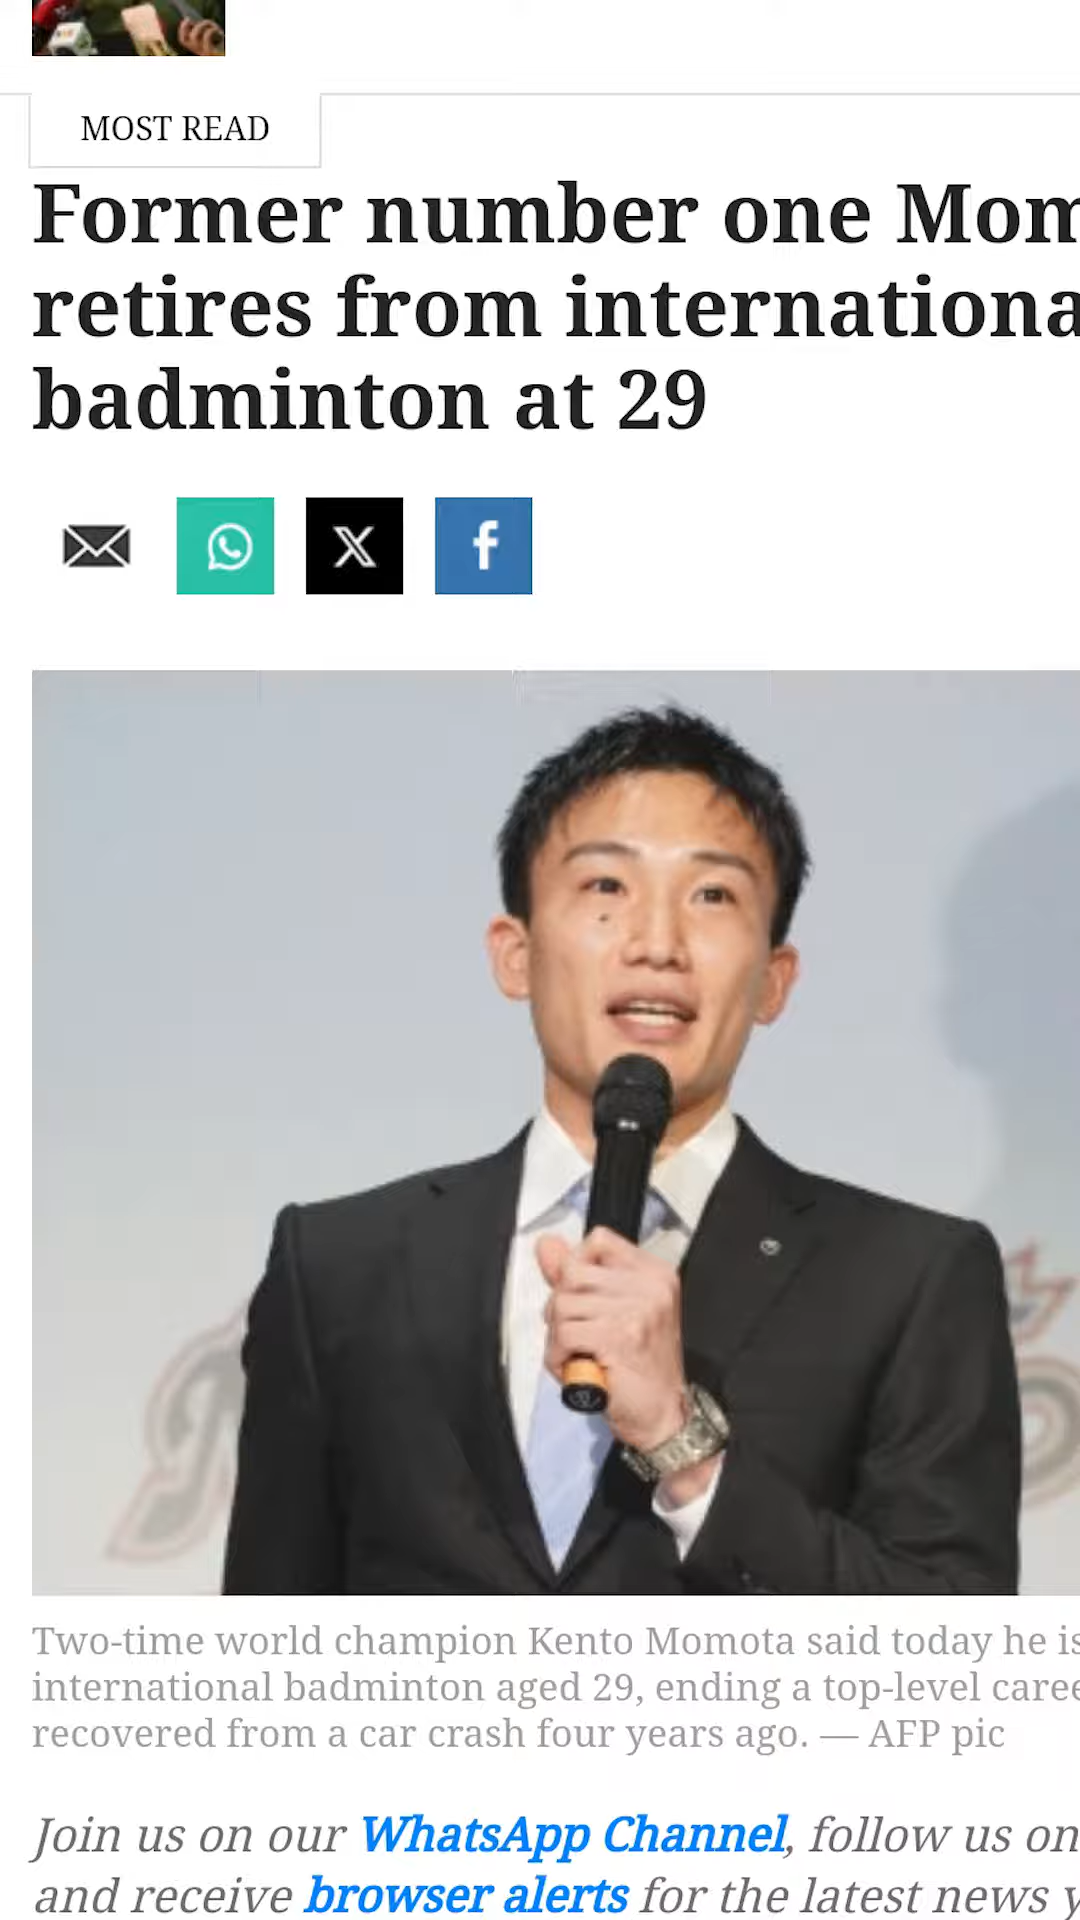 MOST READ
Former number one Mom
retires from internationa
badminton at 29
Two-time world champion Kento Momota said today he is
international badminton aged 29, ending a top-level caree
recovered from a car crash four years ago. — AFP pic
Join us on our WhatsApp Channel, follow us on
and receive browser alerts for the latest news y